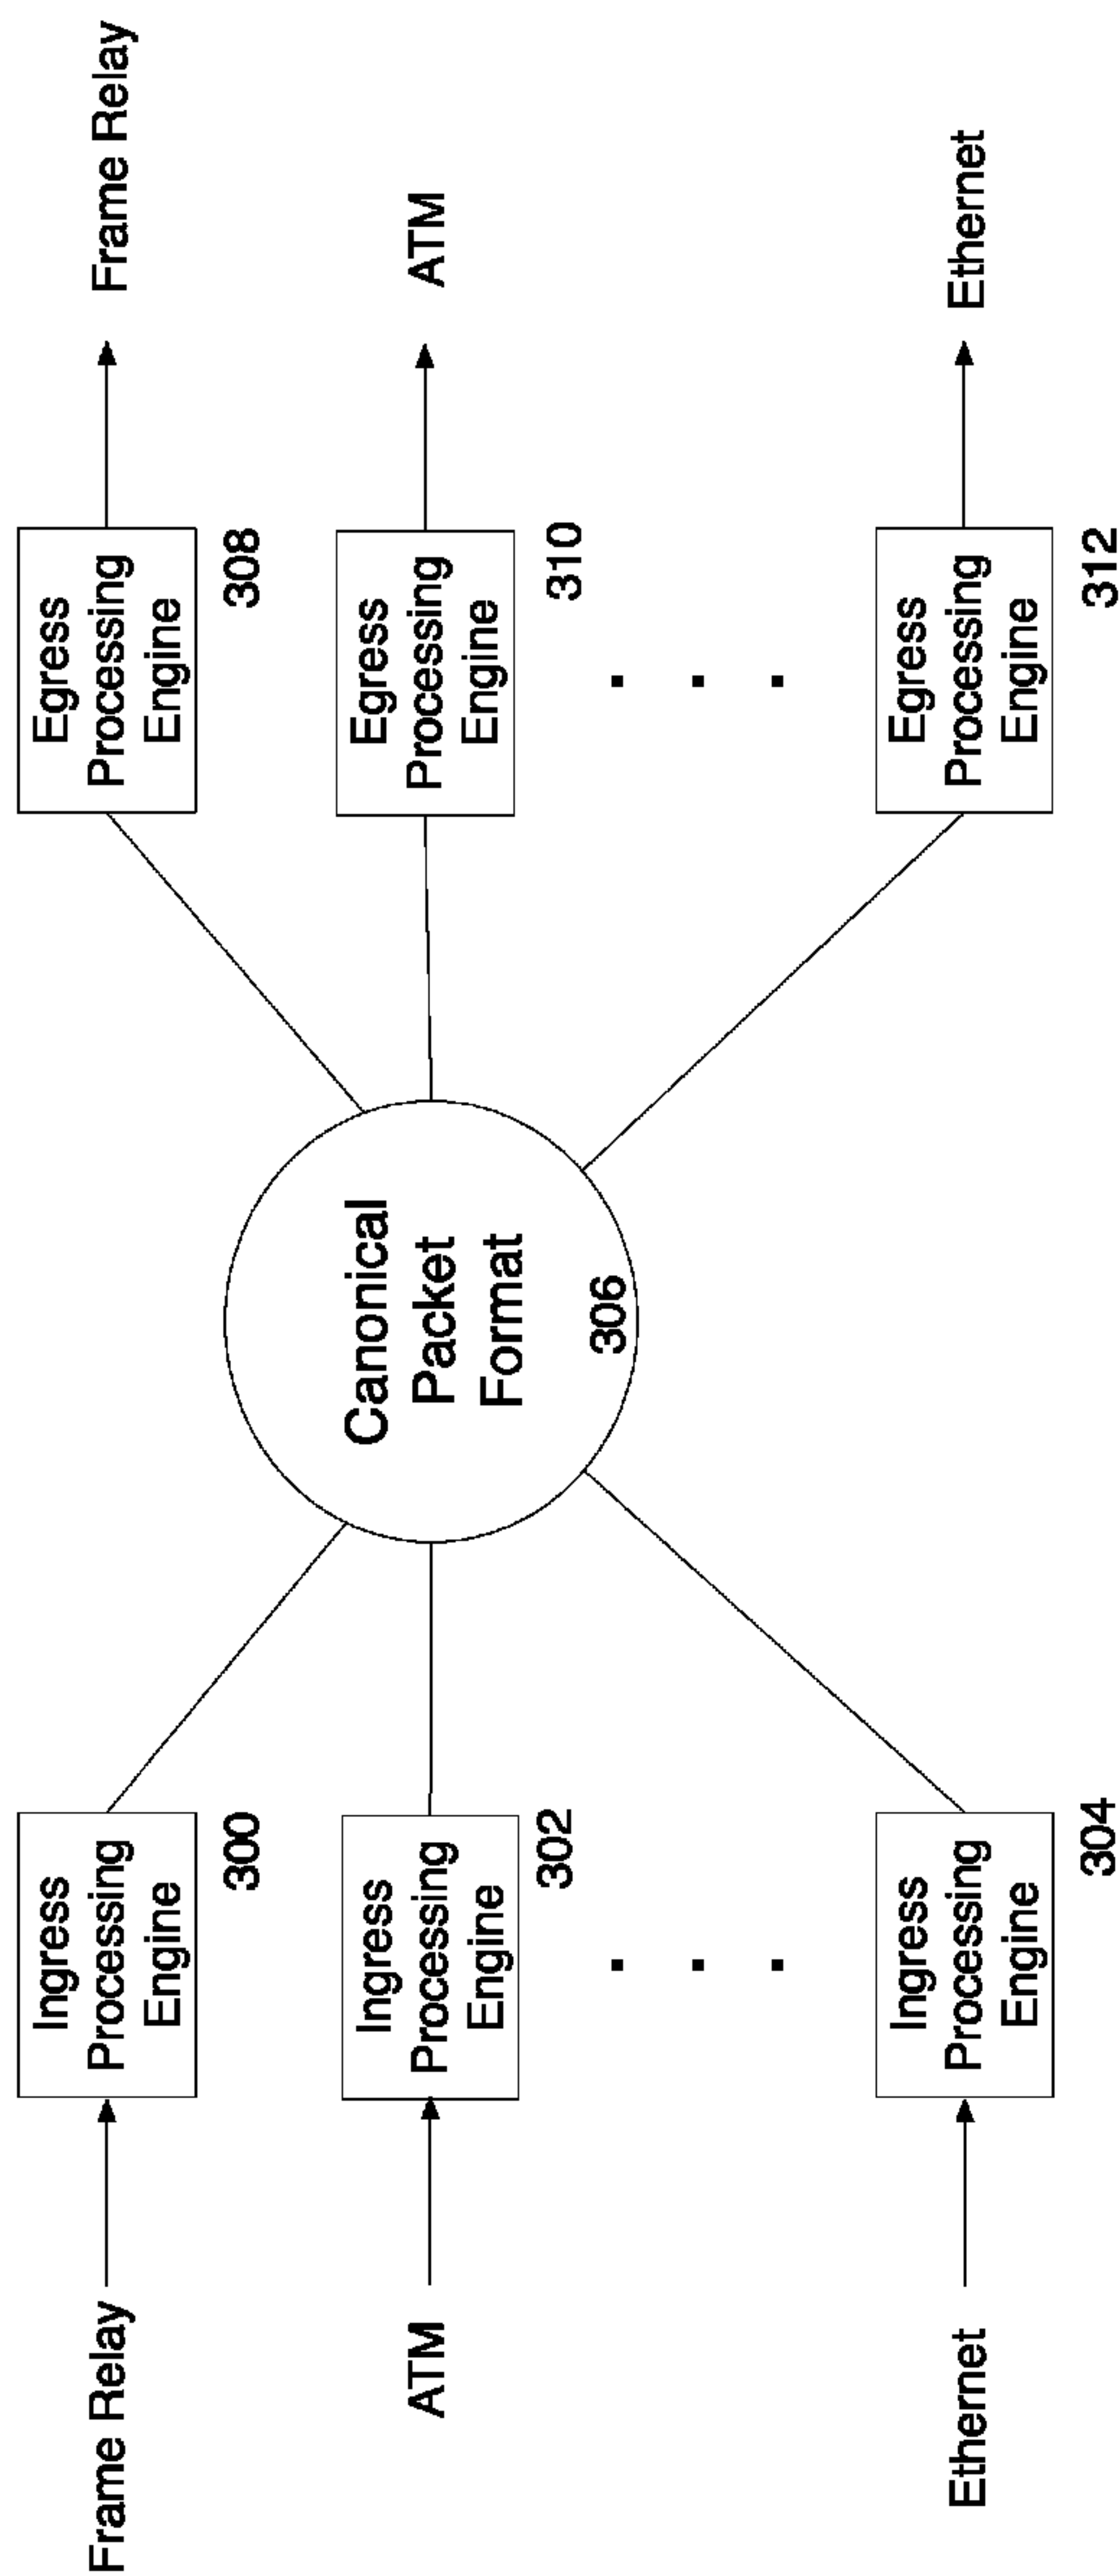 Frame Relay
Ingress
Processing
Engine
300
Egress
Processing
Engine
308
Frame Relay
ATM
Ingress
Processing
Engine
302
Canonical
Packet
Format
306
Egress
Processing
Engine
310
ATM
Ethernet
Ingress
Processing
Engine
304
Egress
Processing
Engine
312
Ethernet